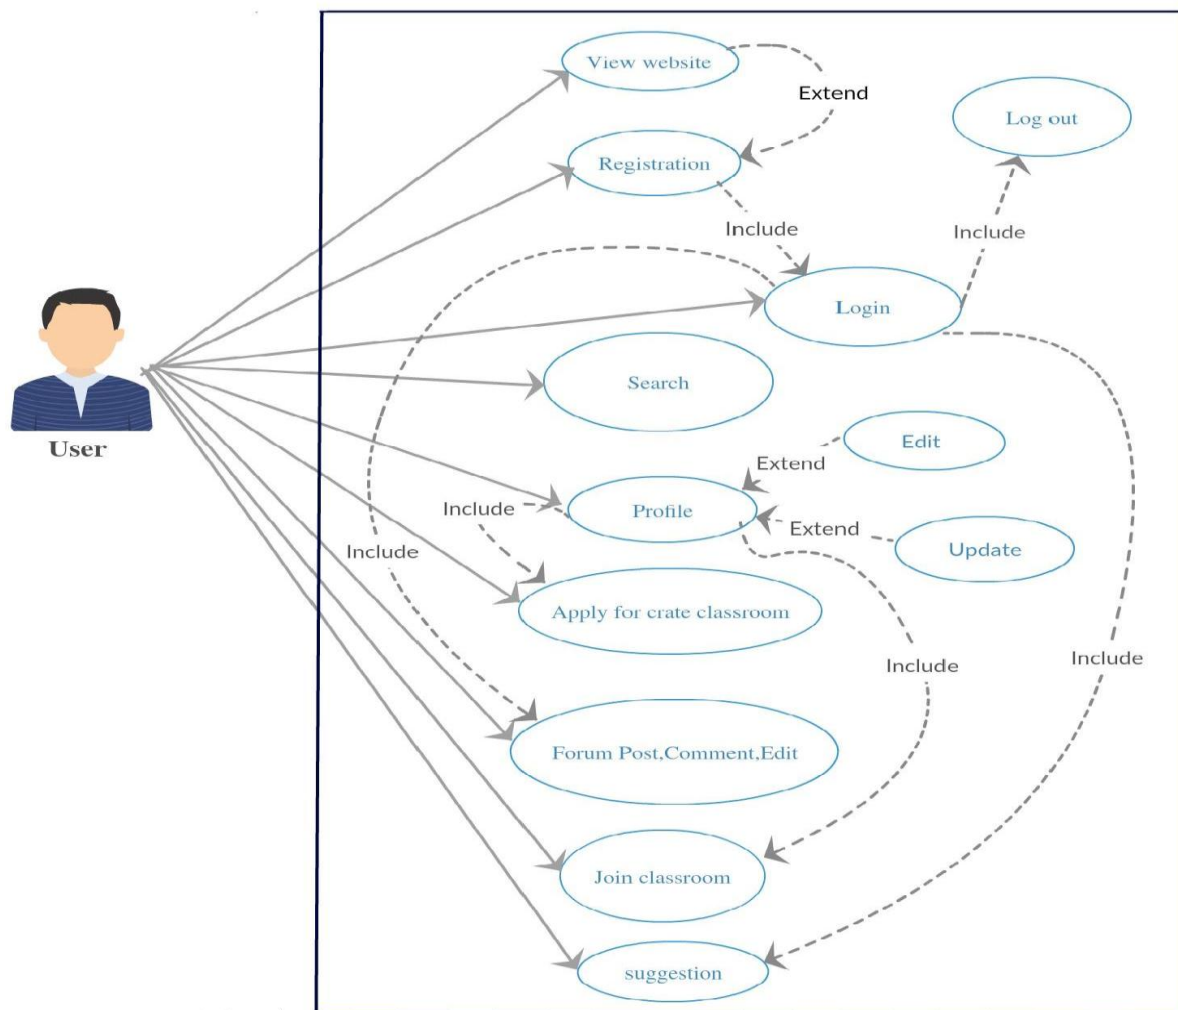 View website
Extend
Log out
Registration
Include
Include
Login
Search
User
Edit
Extend
Profile
Include
Extend
Update
Include
Apply for crate classroom
Include
Include
Forum Post,Comment,Edit
Join classroom
suggestion